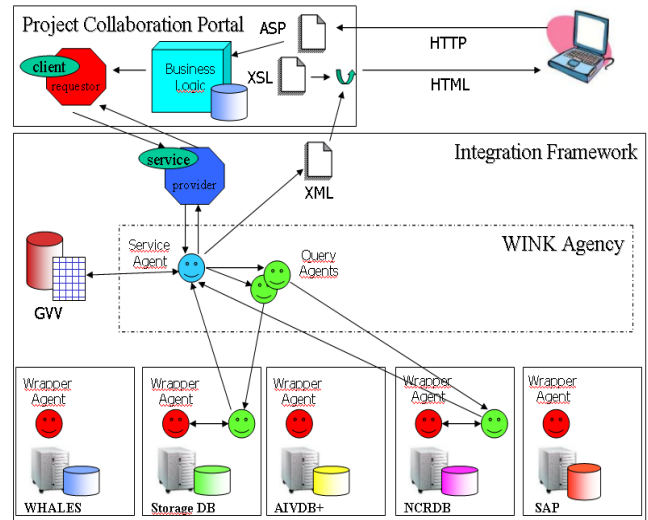 Project Collaboration Portal
ASP
HTTP
client
requestor
Business
Logic
XSL
HTML
service
provider
XML
Integration Framework
WINK Agency
Service
Agent
Query
Agents
GVV
Wrapper
Agent
WHALES
Wrapper
Agent
Storage DB
Wrapper
Agent
AIVDB+
Wrapper
Agent
NCRDB
Wrapper
Agent
SAP